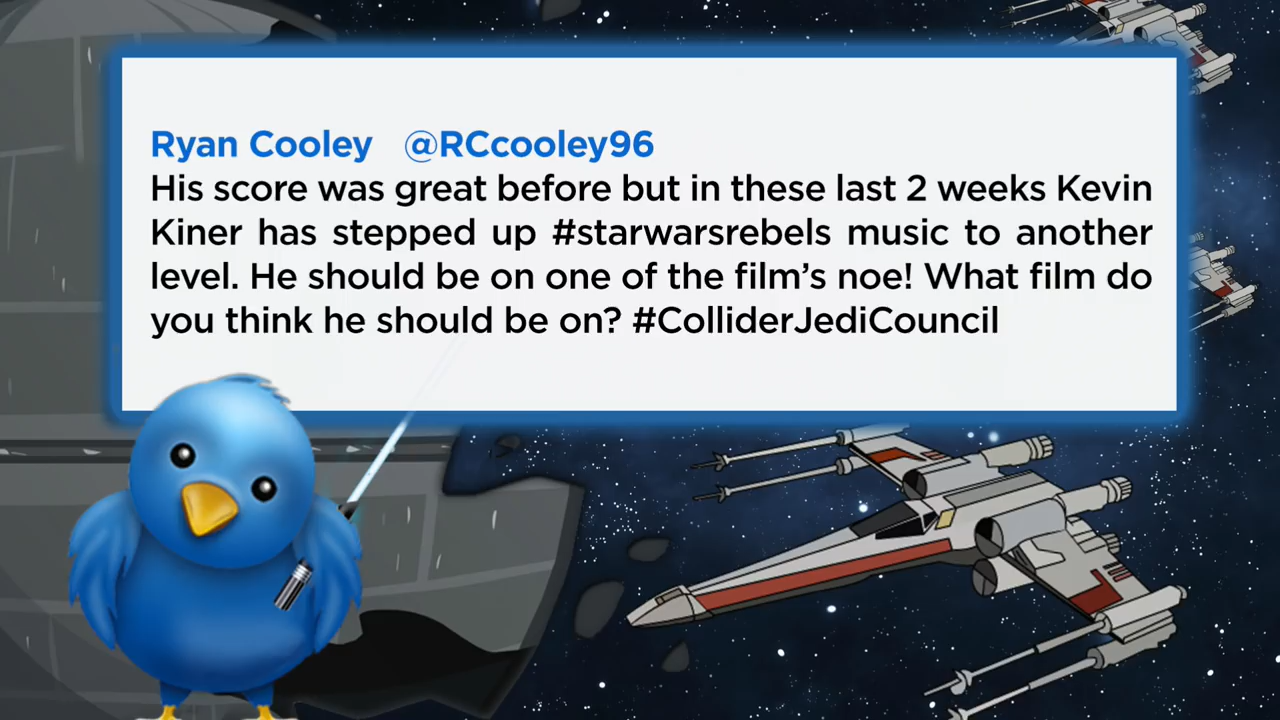 Ryan Cooley @RCcooley96
His score was great before but in these last 2 weeks Kevin
Kiner has stepped up #starwarsrebels music to another
level. He should be on one of the film’s noe! What film do
you think he should be on? #ColliderJediCouncil